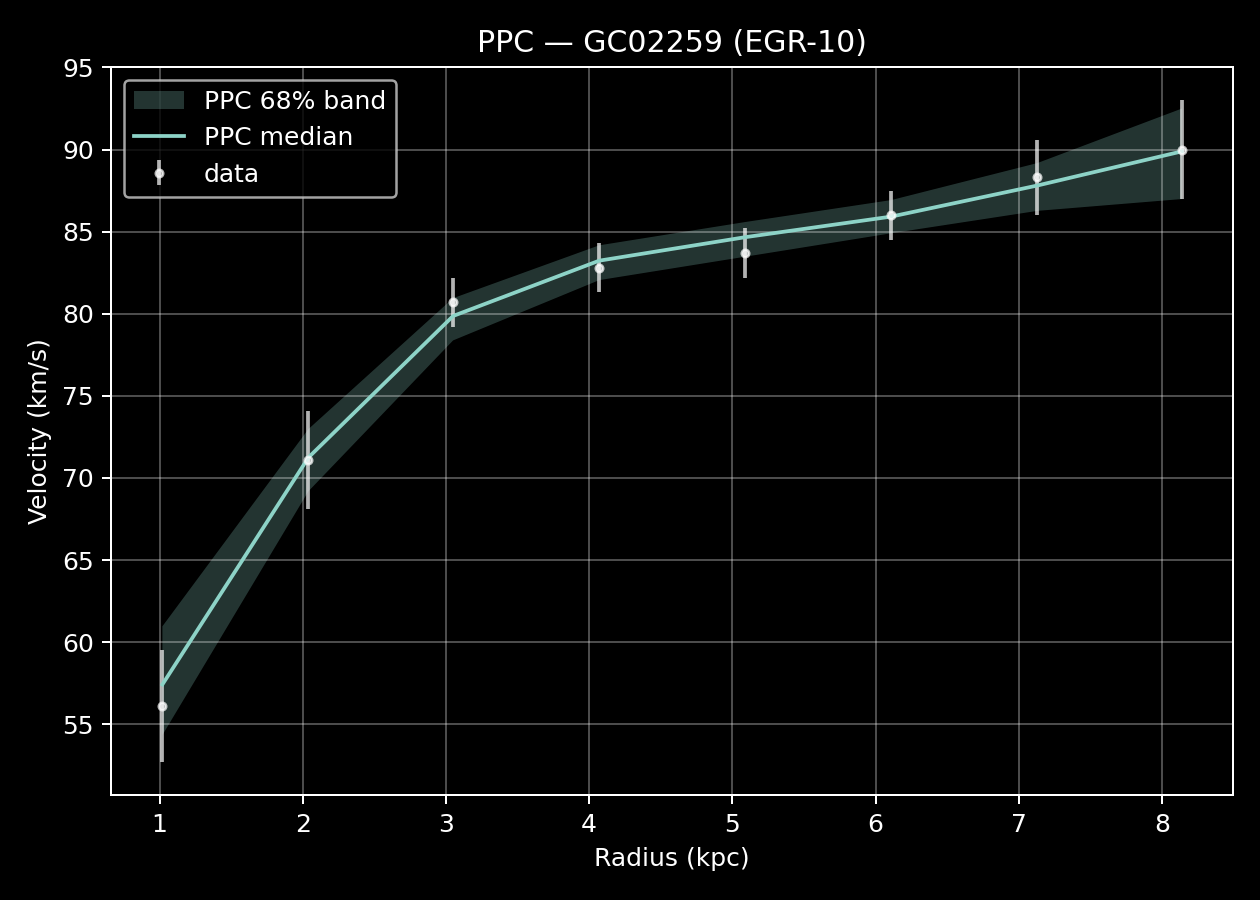 PPC — GC02259 (EGR-10)
PPC 68% band
PPC median
data
Velocity (km/s)
95
90
85
80
75
70
65
60
55
1 2 3 4 5 6 7 8
Radius (kpc)